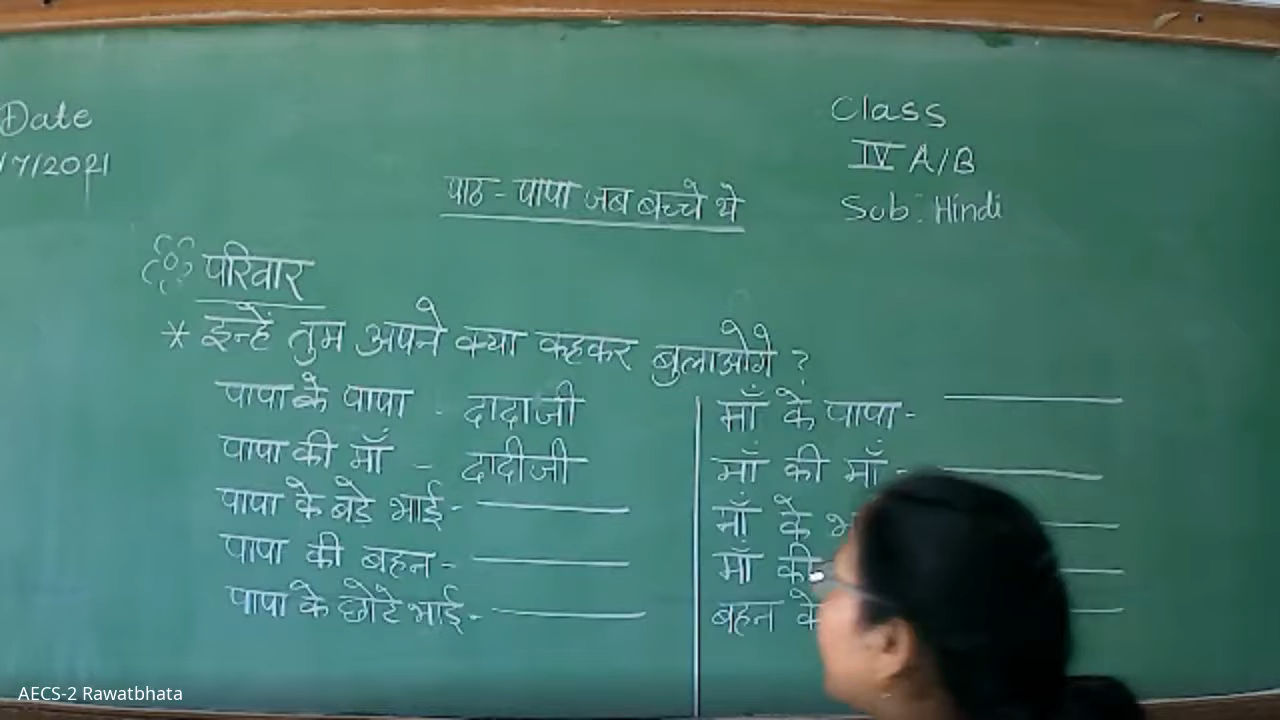 Date
/7/2021
Class
IV A/B
Sub: Hindi
पाठ - पापा जब बच्चे थे
परिवार
* इन्हें तुम अपने क्या कहकर बुलाओगे ?
पापा के पापा - दादाजी
पापा की माँ - दादीजी
पापा के बडे भाई -
पापा की बहन -
पापा के छोटे भाई -
माँ के पापा -
माँ की माँ -
माँ के
माँ की
बहन के
AECS-2 Rawatbhata